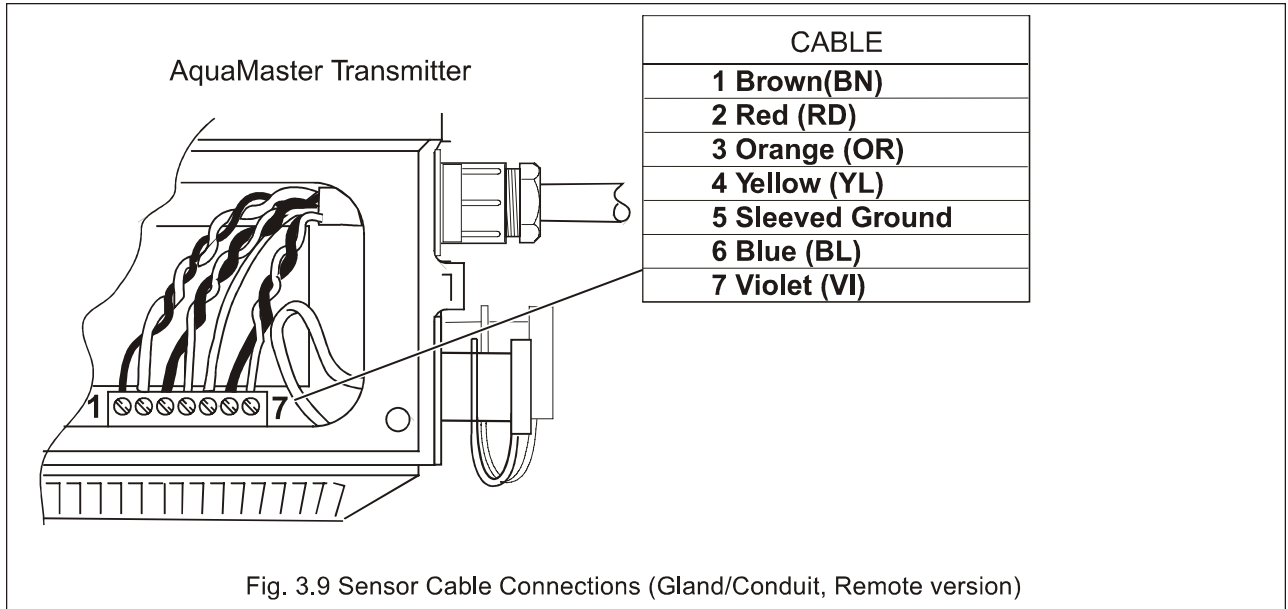 AquaMaster Transmitter
CABLE
1 Brown(BN)
2 Red (RD)
3 Orange (OR)
4 Yellow (YL)
5 Sleeved Ground
6 Blue (BL)
7 Violet (VI)
1
7
Fig. 3.9 Sensor Cable Connections (Gland/Conduit, Remote version)